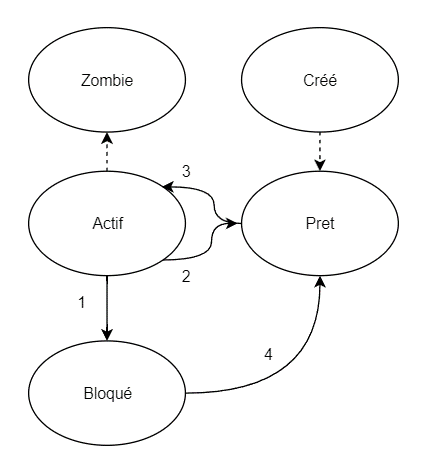 Zombie
Créé
3
Actif
Pret
2
1
4
Bloqué